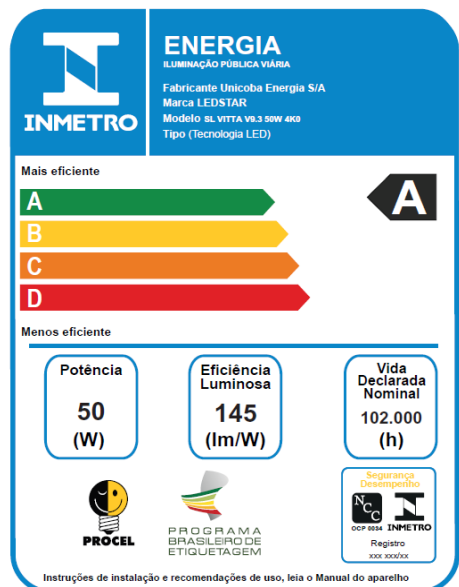 INMETRO
ENERGIA
ILUMINAÇÃO PÚBLICA VIÁRIA
Fabricante Unicoba Energia S/A
Marca LEDSTAR
Modelo SL VITTA V9.3 50W 4K0
Tipo (Tecnologia LED)
Mais eficiente
A
A
B
C
D
Menos eficiente
Potência
50
(W)
Eficiência
Luminosa
145
(lm/W)
Vida
Declarada
Nominal
102.000
(h)
PROCEL
PROGRAMA
BRASILEIRO DE
ETIQUETAGEM
Segurança
Desempenho
NCC
OCP 0034 INMETRO
Registro
xxx xxx/xx
Instruções de instalação e recomendações de uso, leia o Manual do aparelho